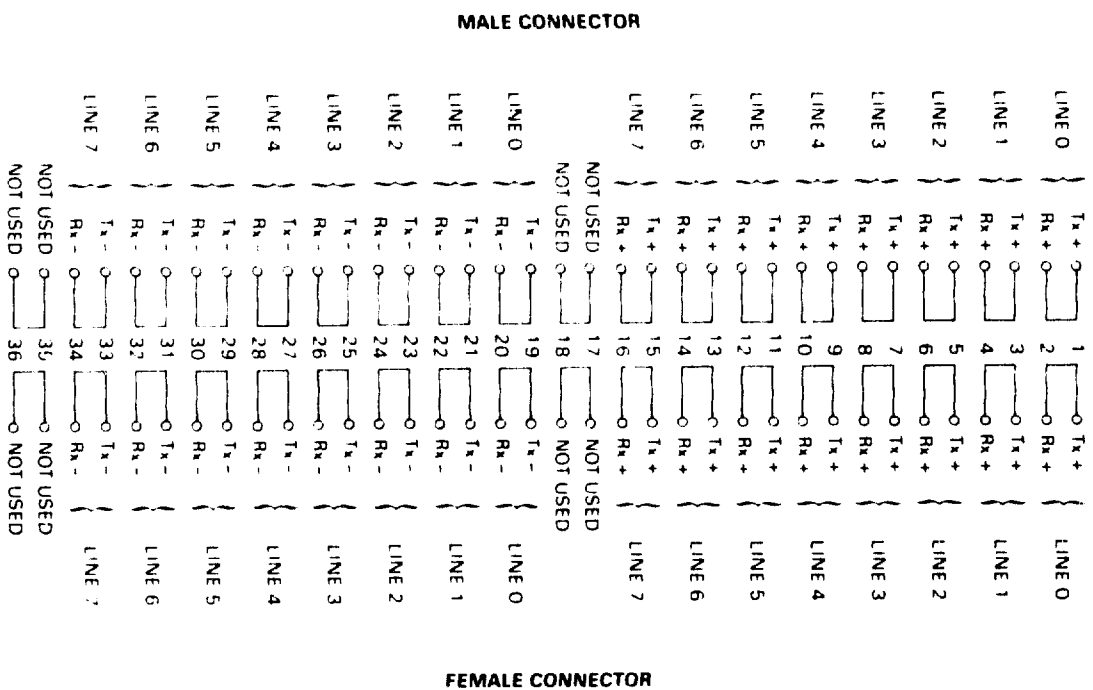 MALE CONNECTOR
LINE 0 Tx + 1 Tx + LINE 0
Rx + 2 Rx +
LINE 1 Tx + 3 Tx + LINE 1
Rx + 4 Rx +
LINE 2 Tx + 5 Tx + LINE 2
Rx + 6 Rx +
LINE 3 Tx + 7 Tx + LINE 3
Rx + 8 Rx +
LINE 4 Tx + 9 Tx + LINE 4
Rx + 10 Rx +
LINE 5 Tx + 11 Tx + LINE 5
Rx + 12 Rx +
LINE 6 Tx + 13 Tx + LINE 6
Rx + 14 Rx +
LINE 7 Tx + 15 Tx + LINE 7
Rx + 16 Rx +
NOT USED 17 NOT USED
NOT USED 18 NOT USED
LINE 0 Tx - 19 Tx - LINE 0
Rx - 20 Rx -
LINE 1 Tx - 21 Tx - LINE 1
Rx - 22 Rx -
LINE 2 Tx - 23 Tx - LINE 2
Rx - 24 Rx -
LINE 3 Tx - 25 Tx - LINE 3
Rx - 26 Rx -
LINE 4 Tx - 27 Tx - LINE 4
Rx - 28 Rx -
LINE 5 Tx - 29 Tx - LINE 5
Rx - 30 Rx -
LINE 6 Tx - 31 Tx - LINE 6
Rx - 32 Rx -
LINE 7 Tx - 33 Tx - LINE 7
Rx - 34 Rx -
NOT USED 35 NOT USED
NOT USED 36 NOT USED
FEMALE CONNECTOR